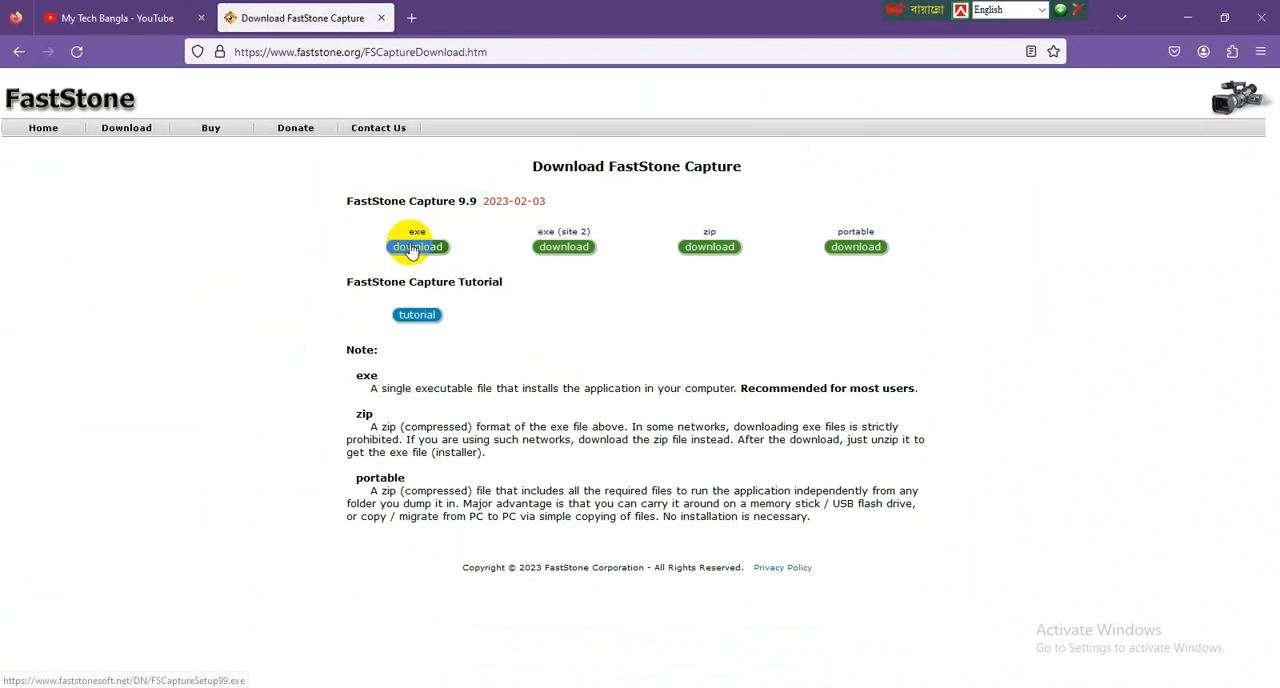 My Tech Bangla - YouTube
Download FastStone Capture
বায়ান্নো
English
https://www.faststone.org/FSCaptureDownload.htm
FastStone
Home
Download
Buy
Donate
Contact Us
Download FastStone Capture
FastStone Capture 9.9 2023-02-03
exe
exe (site 2)
zip
portable
download
download
download
download
FastStone Capture Tutorial
tutorial
Note:
exe
A single executable file that installs the application in your computer. Recommended for most users.
zip
A zip (compressed) format of the exe file above. In some networks, downloading exe files is strictly
prohibited. If you are using such networks, download the zip file instead. After the download, just unzip it to
get the exe file (installer).
portable
A zip (compressed) file that includes all the required files to run the application independently from any
folder you dump it in. Major advantage is that you can carry it around on a memory stick / USB flash drive,
or copy / migrate from PC to PC via simple copying of files. No installation is necessary.
Copyright © 2023 FastStone Corporation - All Rights Reserved. Privacy Policy
Activate Windows
Go to Settings to activate Windows.
https://www.faststonesoft.net/DN/FSCaptureSetup99.exe